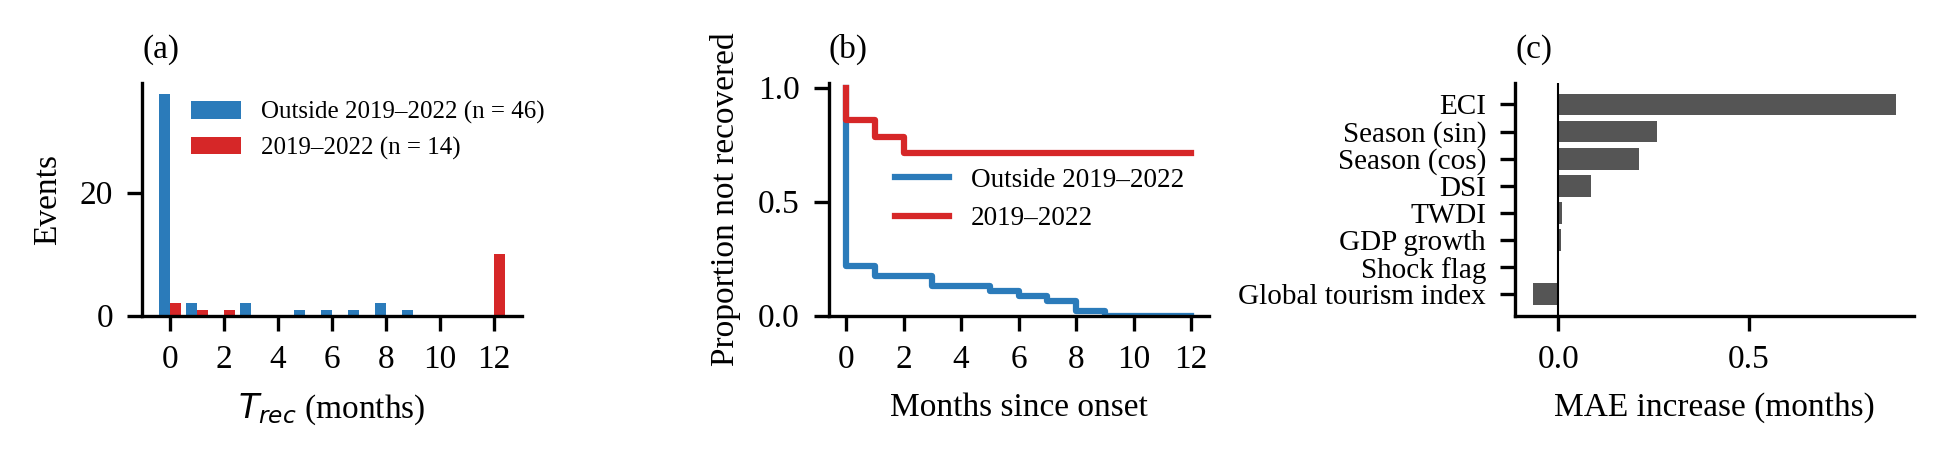 (a)
Events
20
0
0 2 4 6 8 10 12
T_rec (months)
Outside 2019–2022 (n = 46)
2019–2022 (n = 14)
(b)
Proportion not recovered
1.0
0.5
0.0
0 2 4 6 8 10 12
Months since onset
Outside 2019–2022
2019–2022
(c)
ECI
Season (sin)
Season (cos)
DSI
TWDI
GDP growth
Shock flag
Global tourism index
0.0 0.5
MAE increase (months)